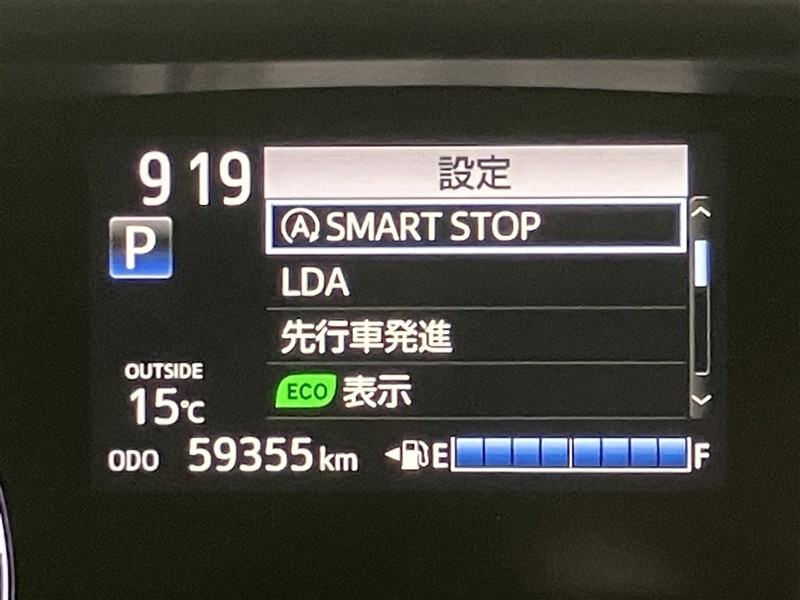 9 19
設定
P
A SMART STOP
LDA
先行車発進
ECO 表示
OUTSIDE
15℃
ODO 59355 km
E F